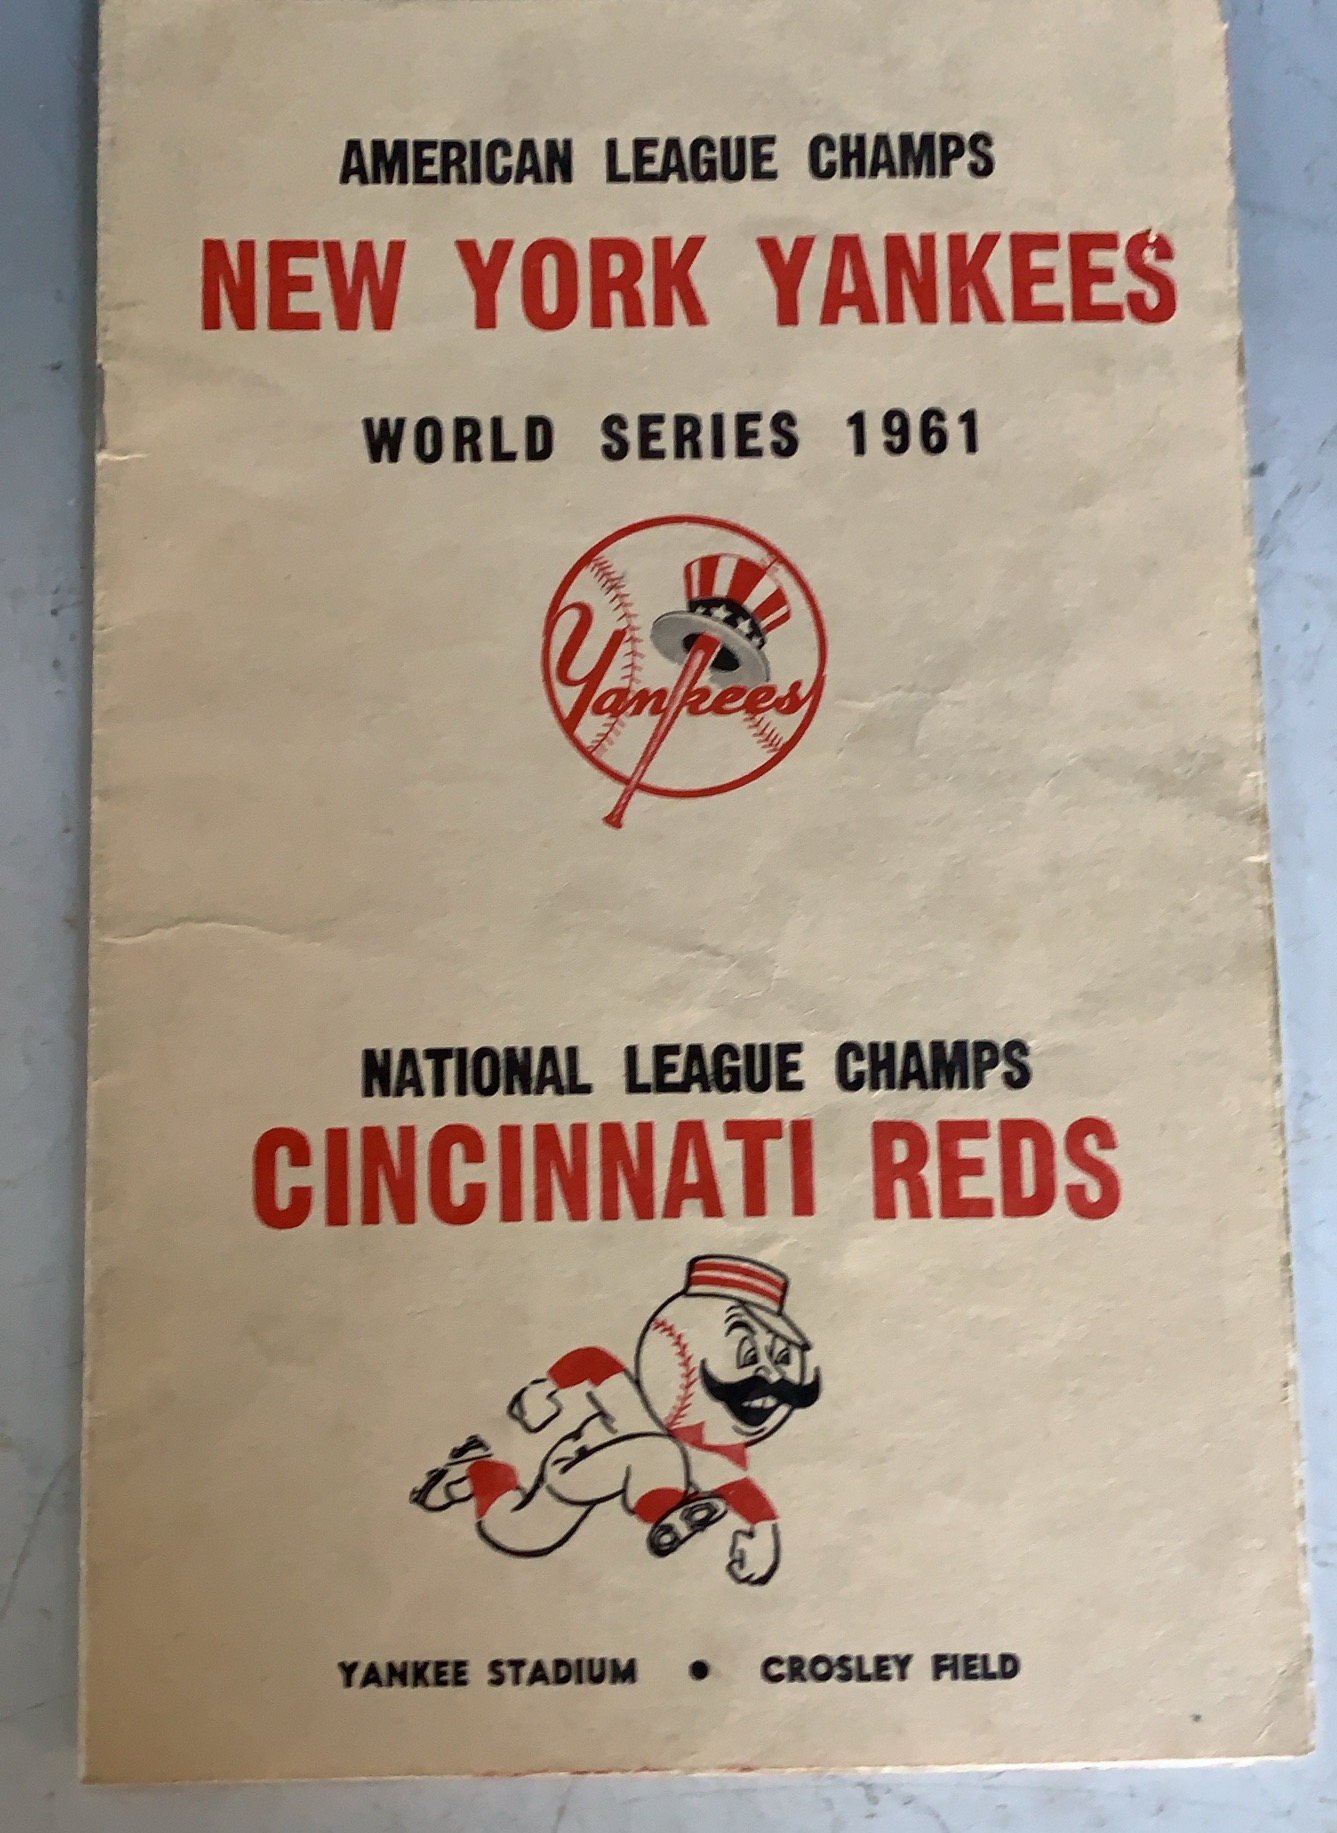 AMERICAN LEAGUE CHAMPS
NEW YORK YANKEES
WORLD SERIES 1961
Yankees
NATIONAL LEAGUE CHAMPS
CINCINNATI REDS
YANKEE STADIUM • CROSLEY FIELD